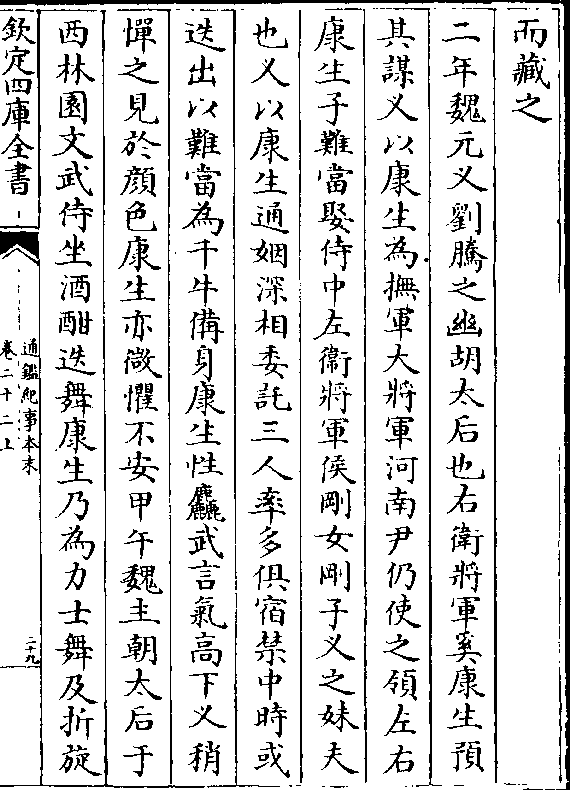 而藏之
二年魏元义劉騰之幽胡太后也右衛將軍奚康生預
其謀义以康生為撫軍大將軍河南尹仍使之領左右
康生子難當娶侍中左衞將軍侯剛女剛子义之妹夫
也义以康生通姻深相委託三人率多俱宿禁中時或
迭出以難當為千牛備身康生性麤武言氣高下义稍
憚之見於顔色康生亦微懼不安甲午魏主朝太后于
西林園文武侍坐酒酣迭舞康生乃為力士舞及折旋
欽定四庫全書
通鑑紀事本末
卷二十二上
二十九